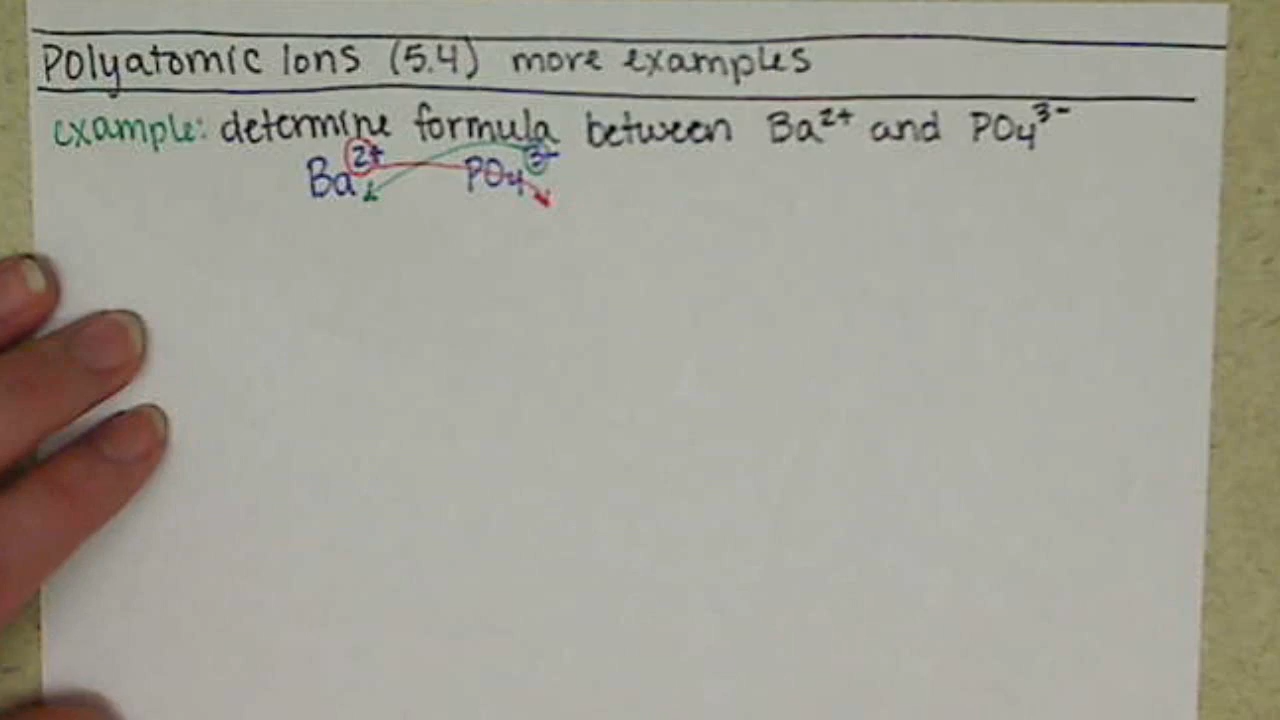 Polyatomic Ions (5.4) more examples
example: determine formula between Ba²⁺ and PO₄³⁻
Ba²⁺ PO₄³⁻